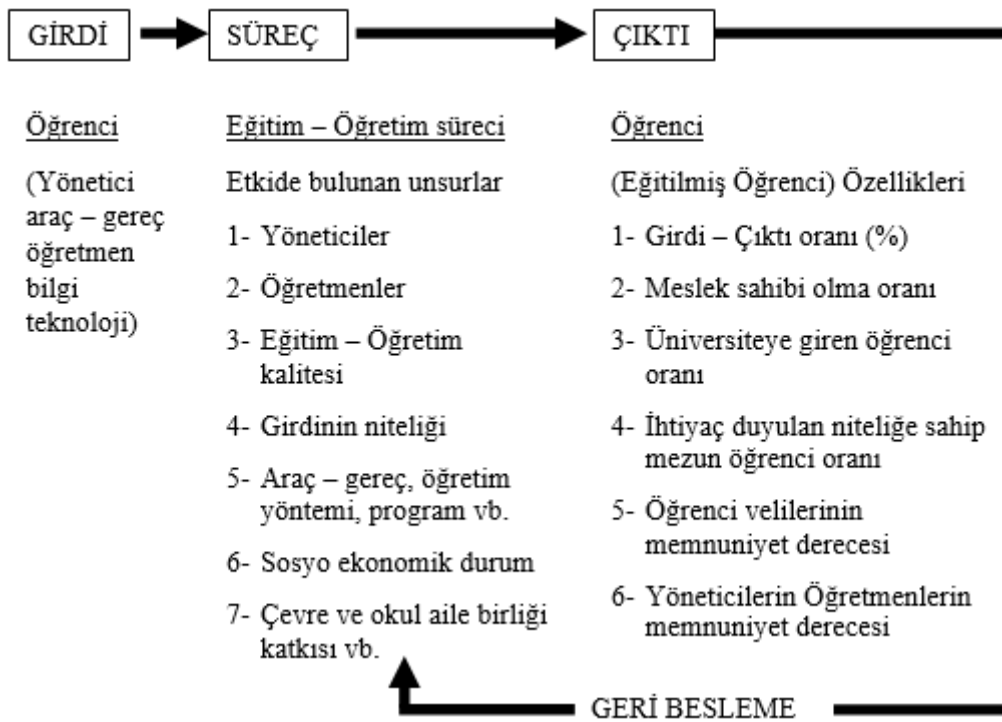 GİRDİ
SÜREÇ
ÇIKTI
Öğrenci
(Yönetici
araç – gereç
öğretmen
bilgi
teknoloji)
Eğitim – Öğretim süreci
Etkide bulunan unsurlar
1- Yöneticiler
2- Öğretmenler
3- Eğitim – Öğretim
kalitesi
4- Girdinin niteliği
5- Araç – gereç, öğretim
yöntemi, program vb.
6- Sosyo ekonomik durum
7- Çevre ve okul aile birliği
katkısı vb.
Öğrenci
(Eğitilmiş Öğrenci) Özellikleri
1- Girdi – Çıktı oranı (%)
2- Meslek sahibi olma oranı
3- Üniversiteye giren öğrenci
oranı
4- İhtiyaç duyulan niteliğe sahip
mezun öğrenci oranı
5- Öğrenci velilerinin
memnuniyet derecesi
6- Yöneticilerin Öğretmenlerin
memnuniyet derecesi
GERİ BESLEME